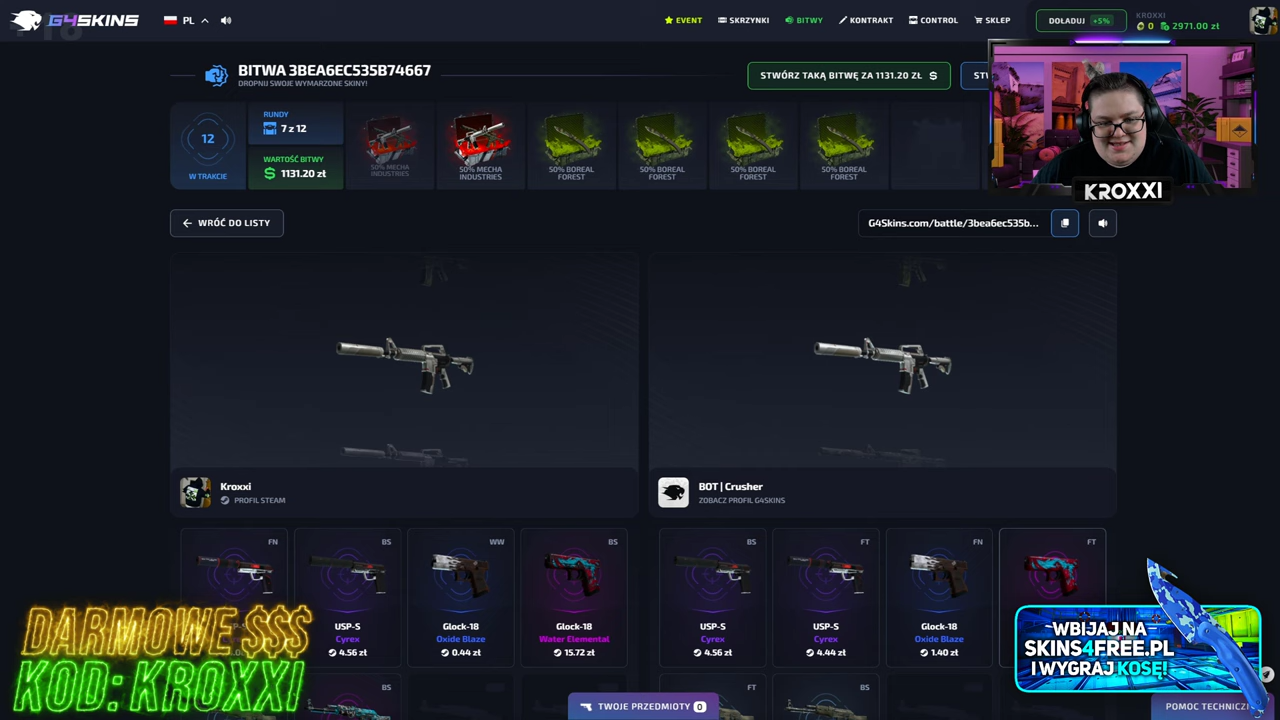 G4SKINS
PL
EVENT
SKRZYNKI
BITWY
KONTRAKT
CONTROL
SKLEP
DOŁADUJ +5%
KROXXI
0 2971.00 zł
BITWA 3BEA6EC535B74667
DROPNIJ SWOJE WYMARZONE SKINY!
STWÓRZ TAKĄ BITWĘ ZA 1131.20 ZŁ $
12
W TRAKCIE
RUNDY
7 z 12
WARTOŚĆ BITWY
$ 1131.20 zł
50% MECHA
INDUSTRIES
50% MECHA
INDUSTRIES
50% BOREAL
FOREST
50% BOREAL
FOREST
50% BOREAL
FOREST
50% BOREAL
FOREST
KROXXI
WRÓĆ DO LISTY
G4Skins.com/battle/3bea6ec535b...
Kroxxi
PROFIL STEAM
BOT | Crusher
ZOBACZ PROFIL G4SKINS
FN
BS
USP-S
Cyrex
4.56 zł
WW
Glock-18
Oxide Blaze
0.44 zł
BS
Glock-18
Water Elemental
15.72 zł
BS
USP-S
Cyrex
4.56 zł
FT
USP-S
Cyrex
4.44 zł
FN
Glock-18
Oxide Blaze
1.40 zł
FT
DARMOWE $$$
KOD: KROXXI
WBIJAJ NA
SKINS4FREE.PL
I WYGRAJ KOSĘ!
BS
FT
BS
TWOJE PRZEDMIOTY 0